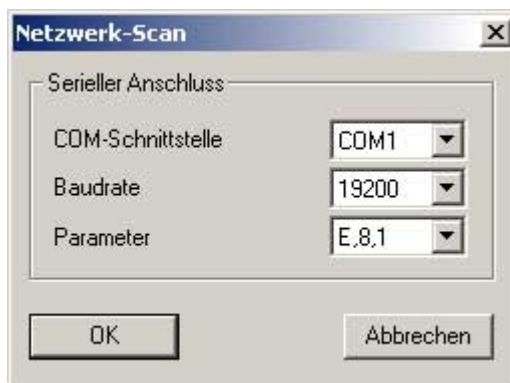 Netzwerk-Scan
Serieller Anschluss
COM-Schnittstelle COM1
Baudrate 19200
Parameter E,8,1
OK Abbrechen